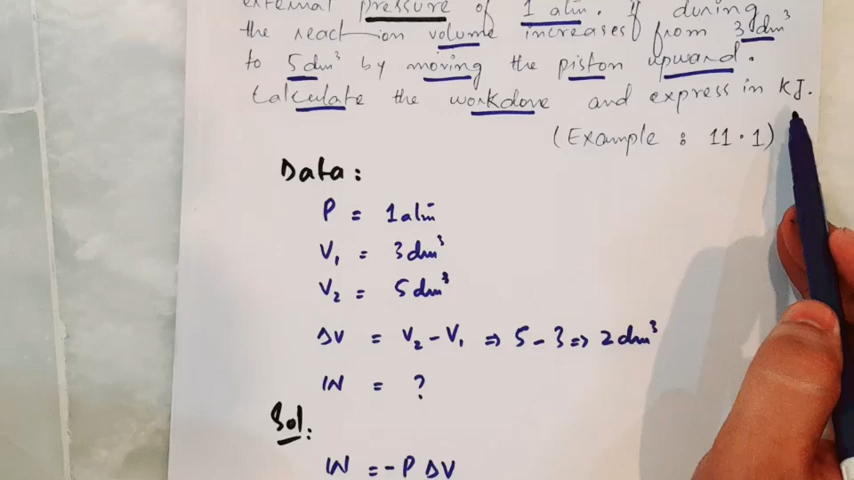 external pressure of 1 atm. If during
the reaction volume increases from 3 dm³
to 5 dm³ by moving the piston upward.
Calculate the workdone and express in KJ.
(Example : 11.1)
Data:
P = 1 atm
V₁ = 3 dm³
V₂ = 5 dm³
ΔV = V₂ - V₁ ⇒ 5 - 3 ⇒ 2 dm³
W = ?
Sol:
W = - P ΔV